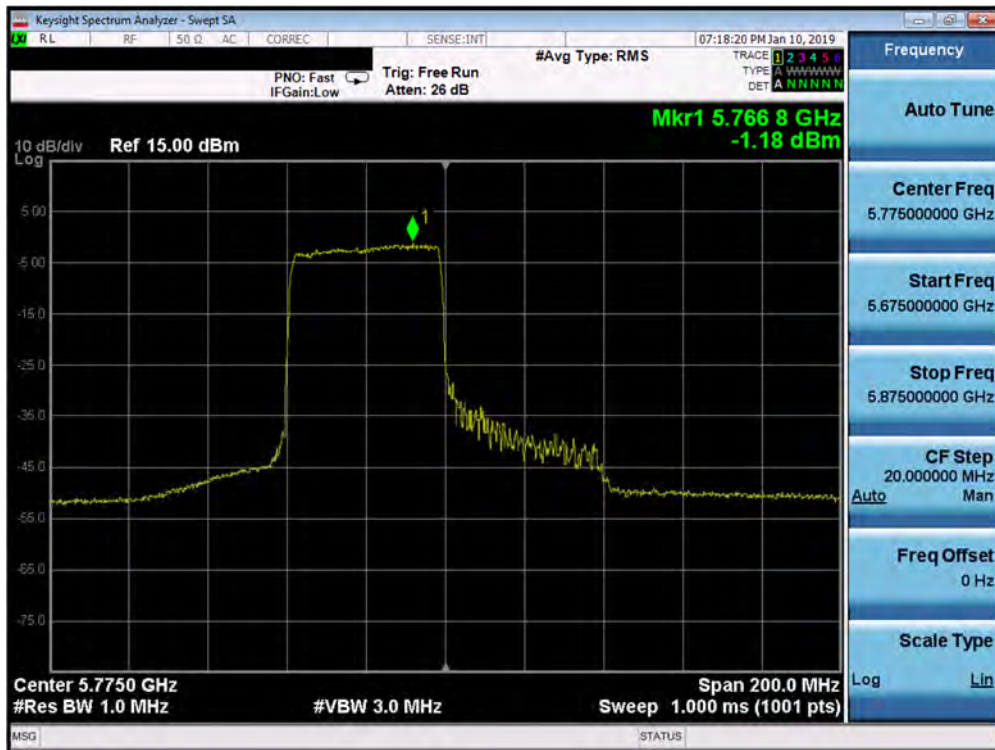 Keysight Spectrum Analyzer - Swept SA
RL RF 50 Ω AC CORREC SENSE:INT 07:18:20 PM Jan 10, 2019
#Avg Type: RMS
TRACE 1 2 3 4 5 6
TYPE A WWWWW
DET A N N N N N
PNO: Fast
IFGain:Low
Trig: Free Run
Atten: 26 dB
Mkr1 5.766 8 GHz
-1.18 dBm
10 dB/div Ref 15.00 dBm
Log
1
5.00
-5.00
-15.0
-25.0
-35.0
-45.0
-55.0
-65.0
-75.0
Center 5.7750 GHz
Span 200.0 MHz
#Res BW 1.0 MHz
#VBW 3.0 MHz
Sweep 1.000 ms (1001 pts)
MSG
STATUS
Frequency
Auto Tune
Center Freq
5.775000000 GHz
Start Freq
5.675000000 GHz
Stop Freq
5.875000000 GHz
CF Step
20.000000 MHz
Auto Man
Freq Offset
0 Hz
Scale Type
Log Lin